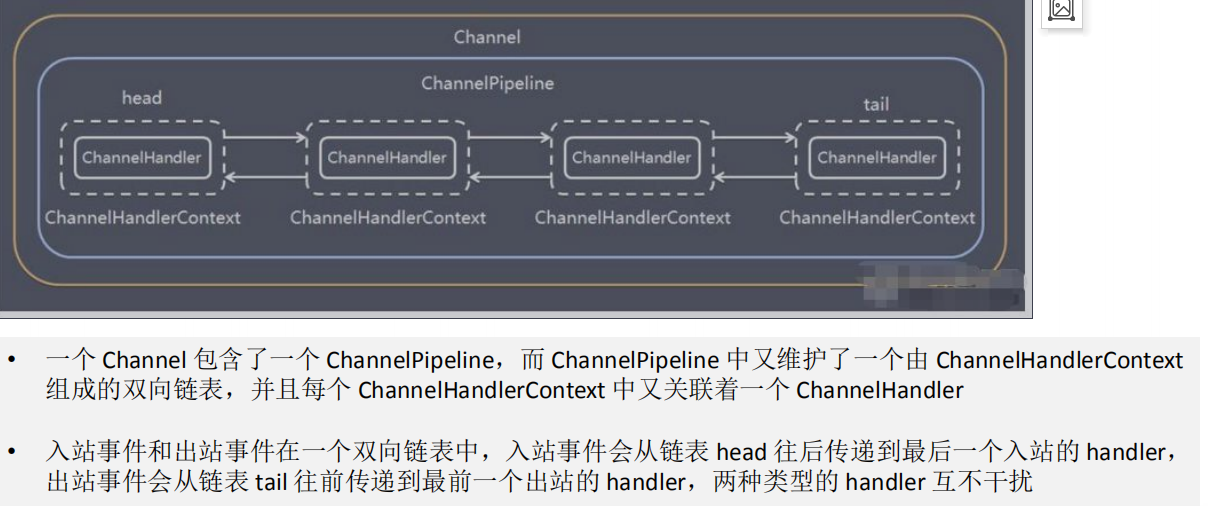 Channel
ChannelPipeline
head
tail
ChannelHandler
ChannelHandler
ChannelHandler
ChannelHandler
ChannelHandlerContext
ChannelHandlerContext
ChannelHandlerContext
ChannelHandlerContext
• 一个 Channel 包含了一个 ChannelPipeline，而 ChannelPipeline 中又维护了一个由 ChannelHandlerContext
组成的双向链表，并且每个 ChannelHandlerContext 中又关联着一个 ChannelHandler
• 入站事件和出站事件在一个双向链表中，入站事件会从链表 head 往后传递到最后一个入站的 handler，
出站事件会从链表 tail 往前传递到最前一个出站的 handler，两种类型的 handler 互不干扰